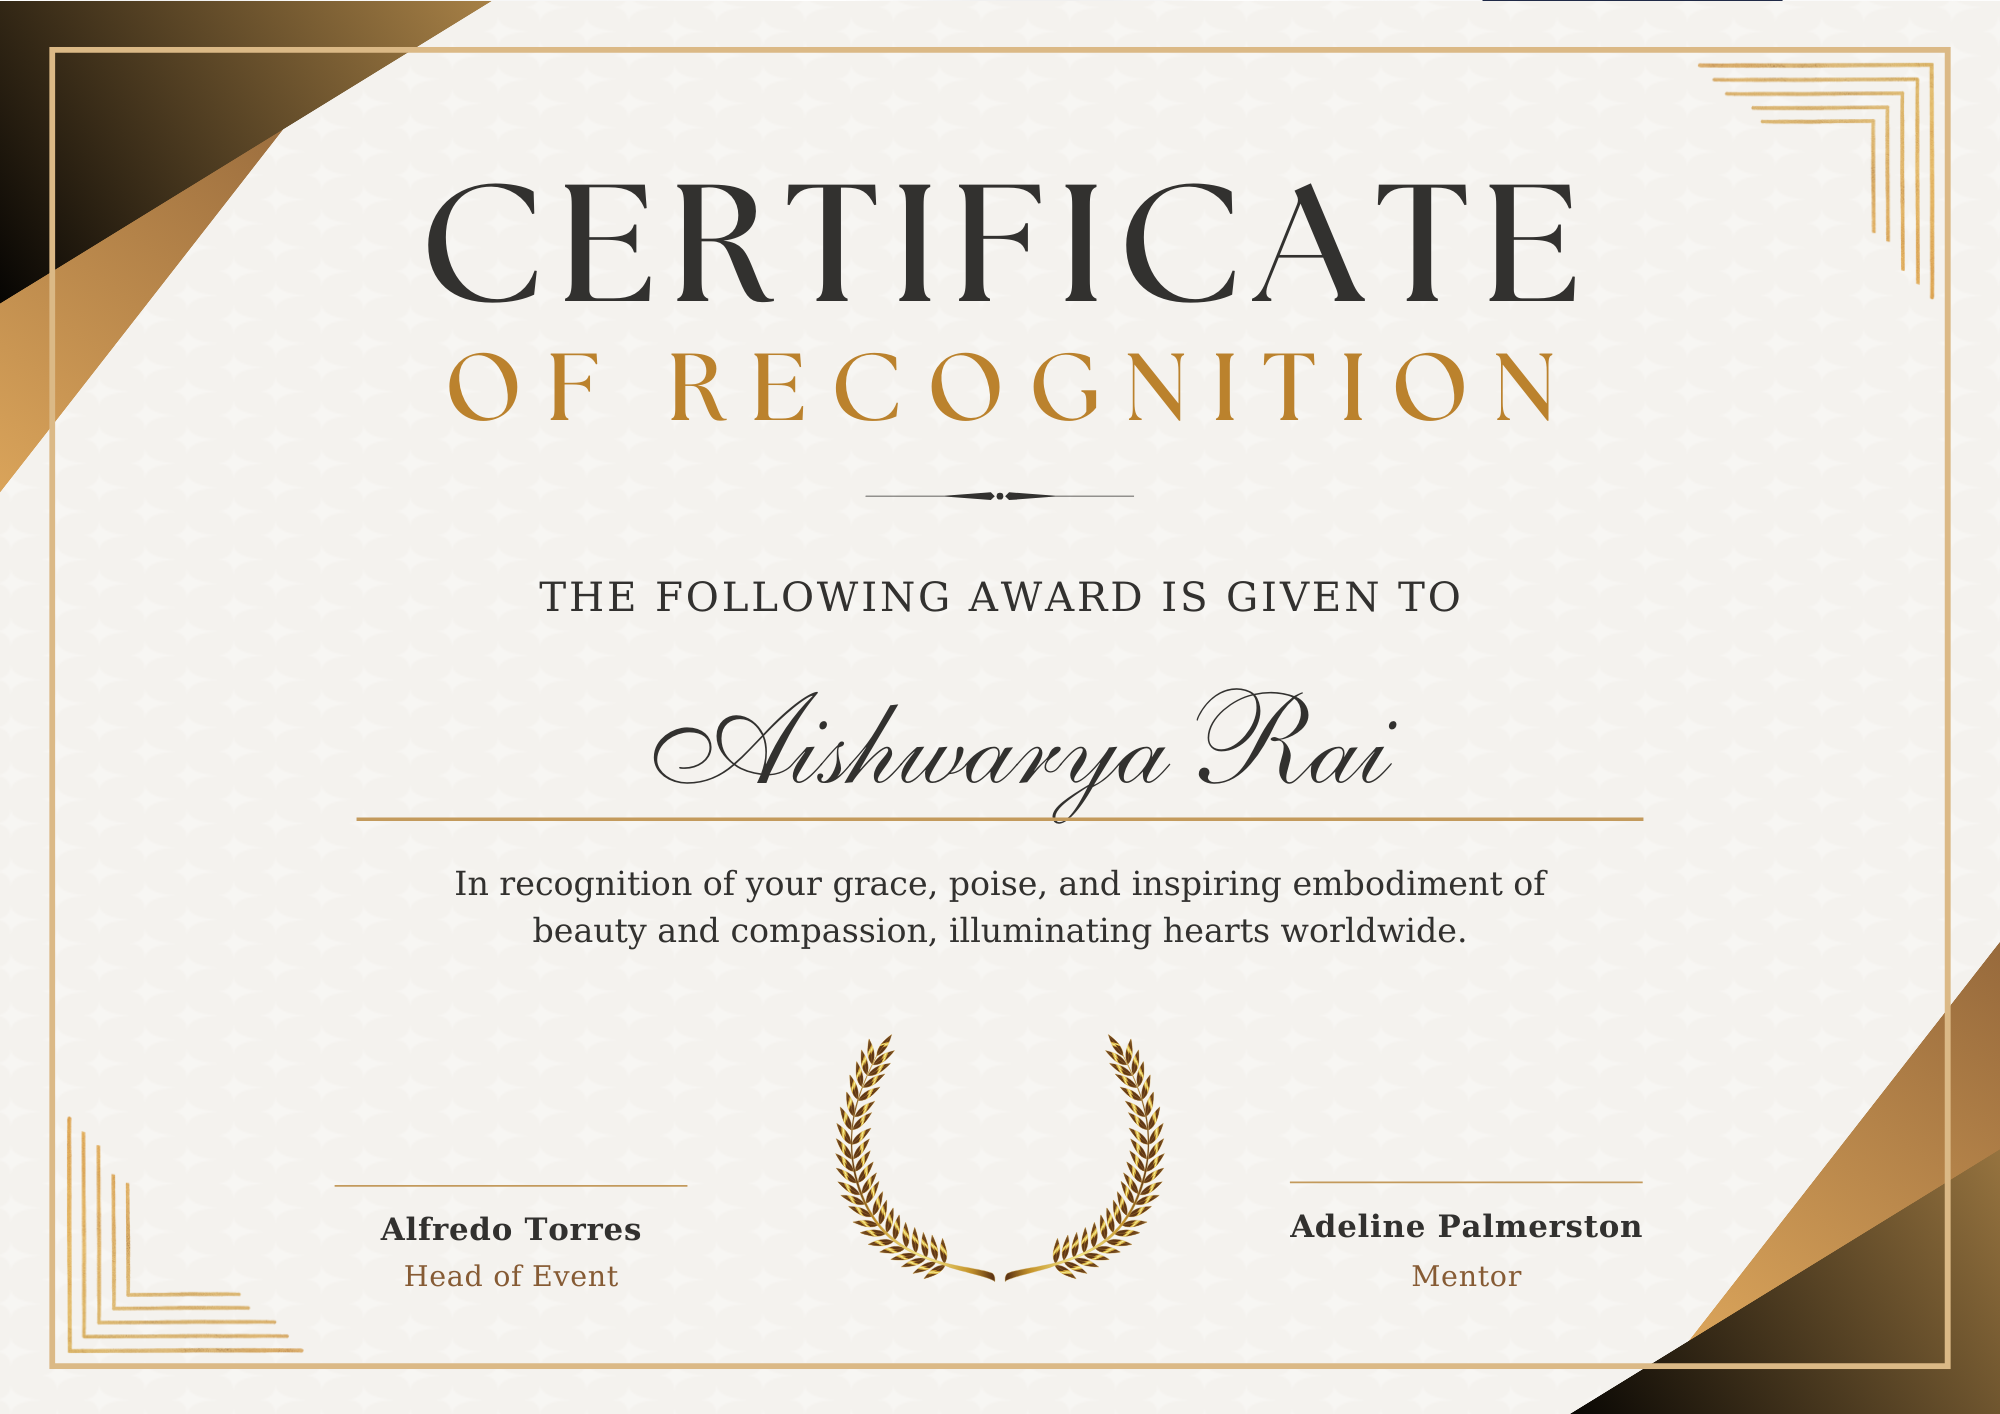 CERTIFICATE
OF RECOGNITION
THE FOLLOWING AWARD IS GIVEN TO
Aishwarya Rai
In recognition of your grace, poise, and inspiring embodiment of
beauty and compassion, illuminating hearts worldwide.
Alfredo Torres
Head of Event
Adeline Palmerston
Mentor